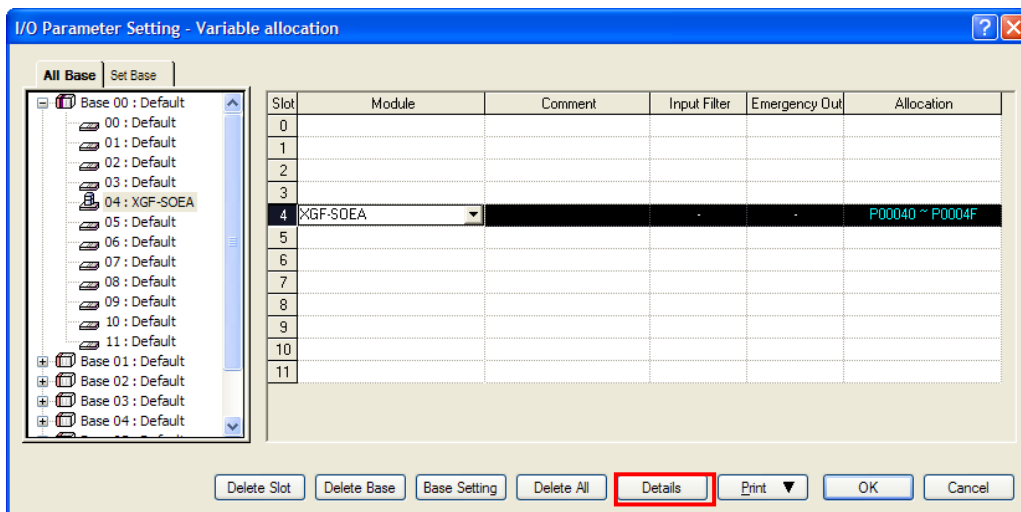 I/O Parameter Setting - Variable allocation
All Base Set Base
Base 00 : Default
00 : Default
01 : Default
02 : Default
03 : Default
04 : XGF-SOEA
05 : Default
06 : Default
07 : Default
08 : Default
09 : Default
10 : Default
11 : Default
Base 01 : Default
Base 02 : Default
Base 03 : Default
Base 04 : Default
Slot Module Comment Input Filter Emergency Out Allocation
0
1
2
3
4 XGF-SOEA - - P00040 ~ P0004F
5
6
7
8
9
10
11
Delete Slot Delete Base Base Setting Delete All Details Print ▼ OK Cancel